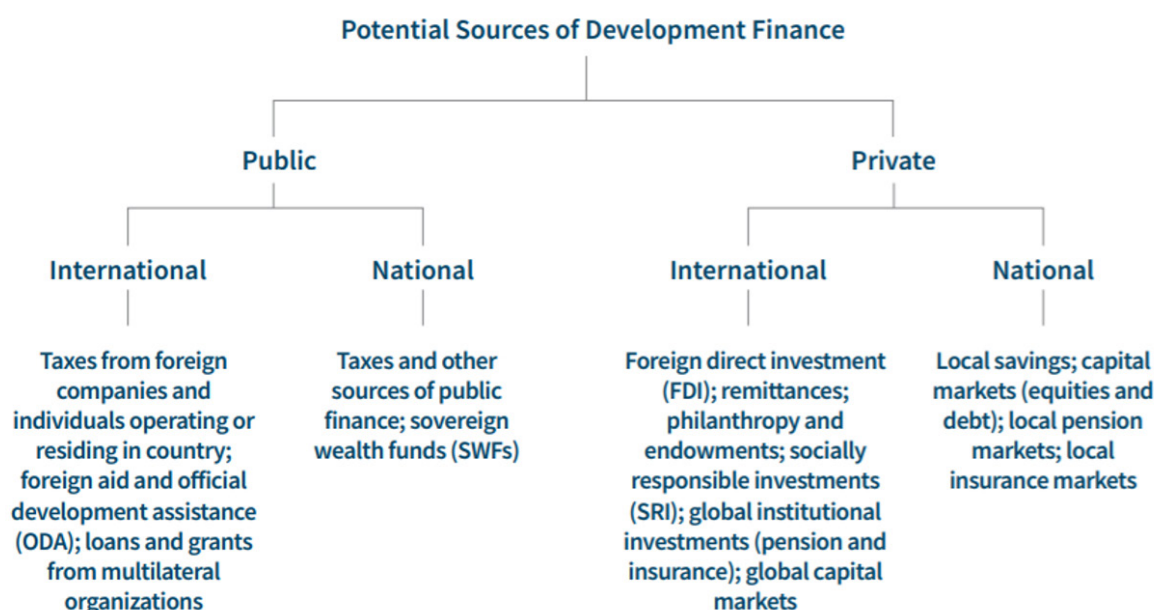 Potential Sources of Development Finance
Public
Private
International
National
International
National
Taxes from foreign
companies and
individuals operating or
residing in country;
foreign aid and official
development assistance
(ODA); loans and grants
from multilateral
organizations
Taxes and other
sources of public
finance; sovereign
wealth funds (SWFs)
Foreign direct investment
(FDI); remittances;
philanthropy and
endowments; socially
responsible investments
(SRI); global institutional
investments (pension and
insurance); global capital
markets
Local savings; capital
markets (equities and
debt); local pension
markets; local
insurance markets